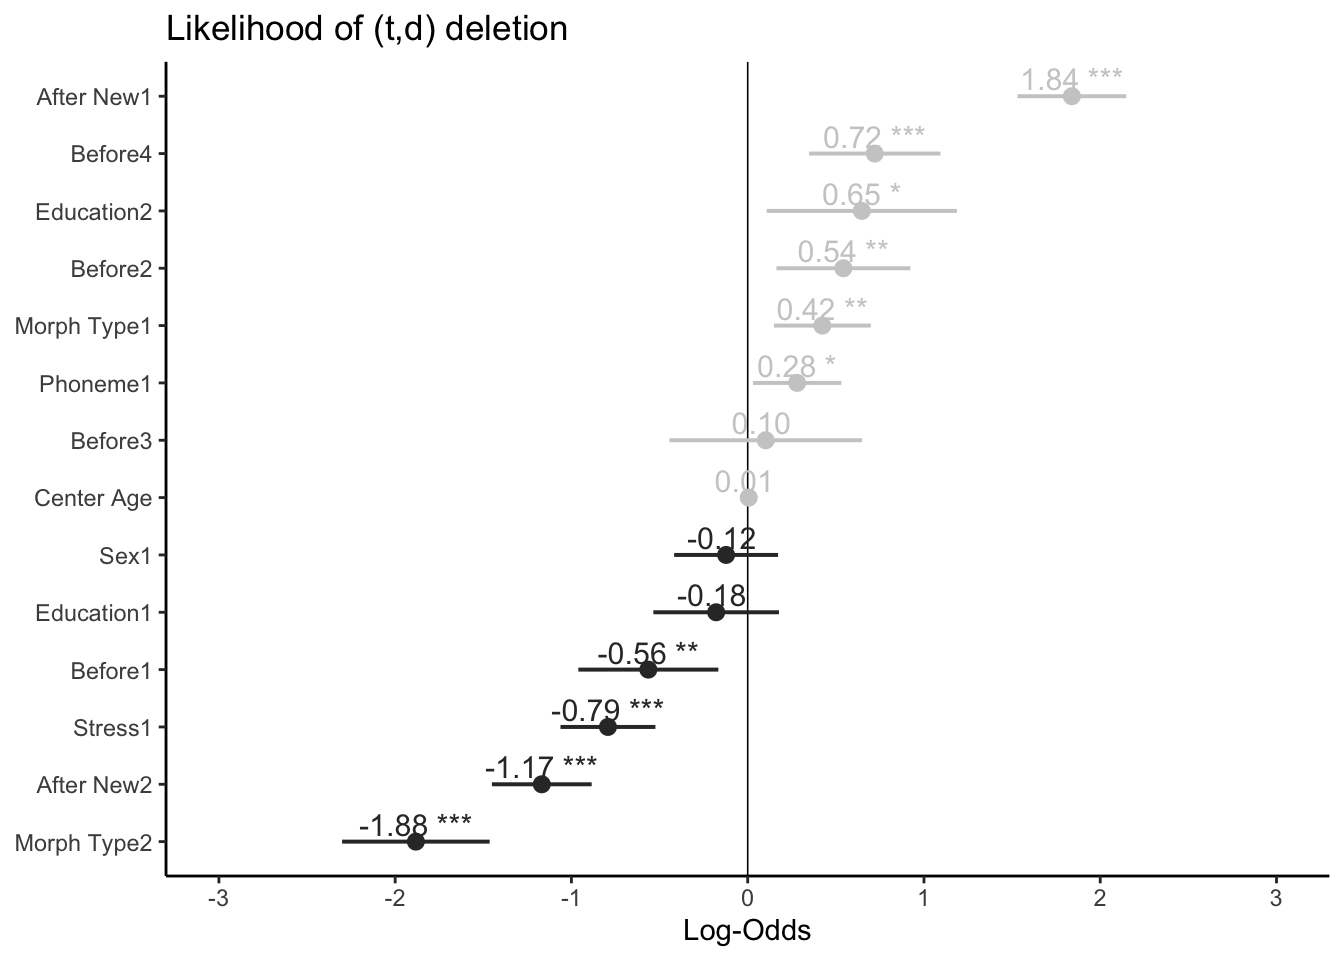 Likelihood of (t,d) deletion
After New1 1.84 ***
Before4 0.72 ***
Education2 0.65 *
Before2 0.54 **
Morph Type1 0.42 **
Phoneme1 0.28 *
Before3 0.10
Center Age 0.01
Sex1 -0.12
Education1 -0.18
Before1 -0.56 **
Stress1 -0.79 ***
After New2 -1.17 ***
Morph Type2 -1.88 ***
-3 -2 -1 0 1 2 3
Log-Odds